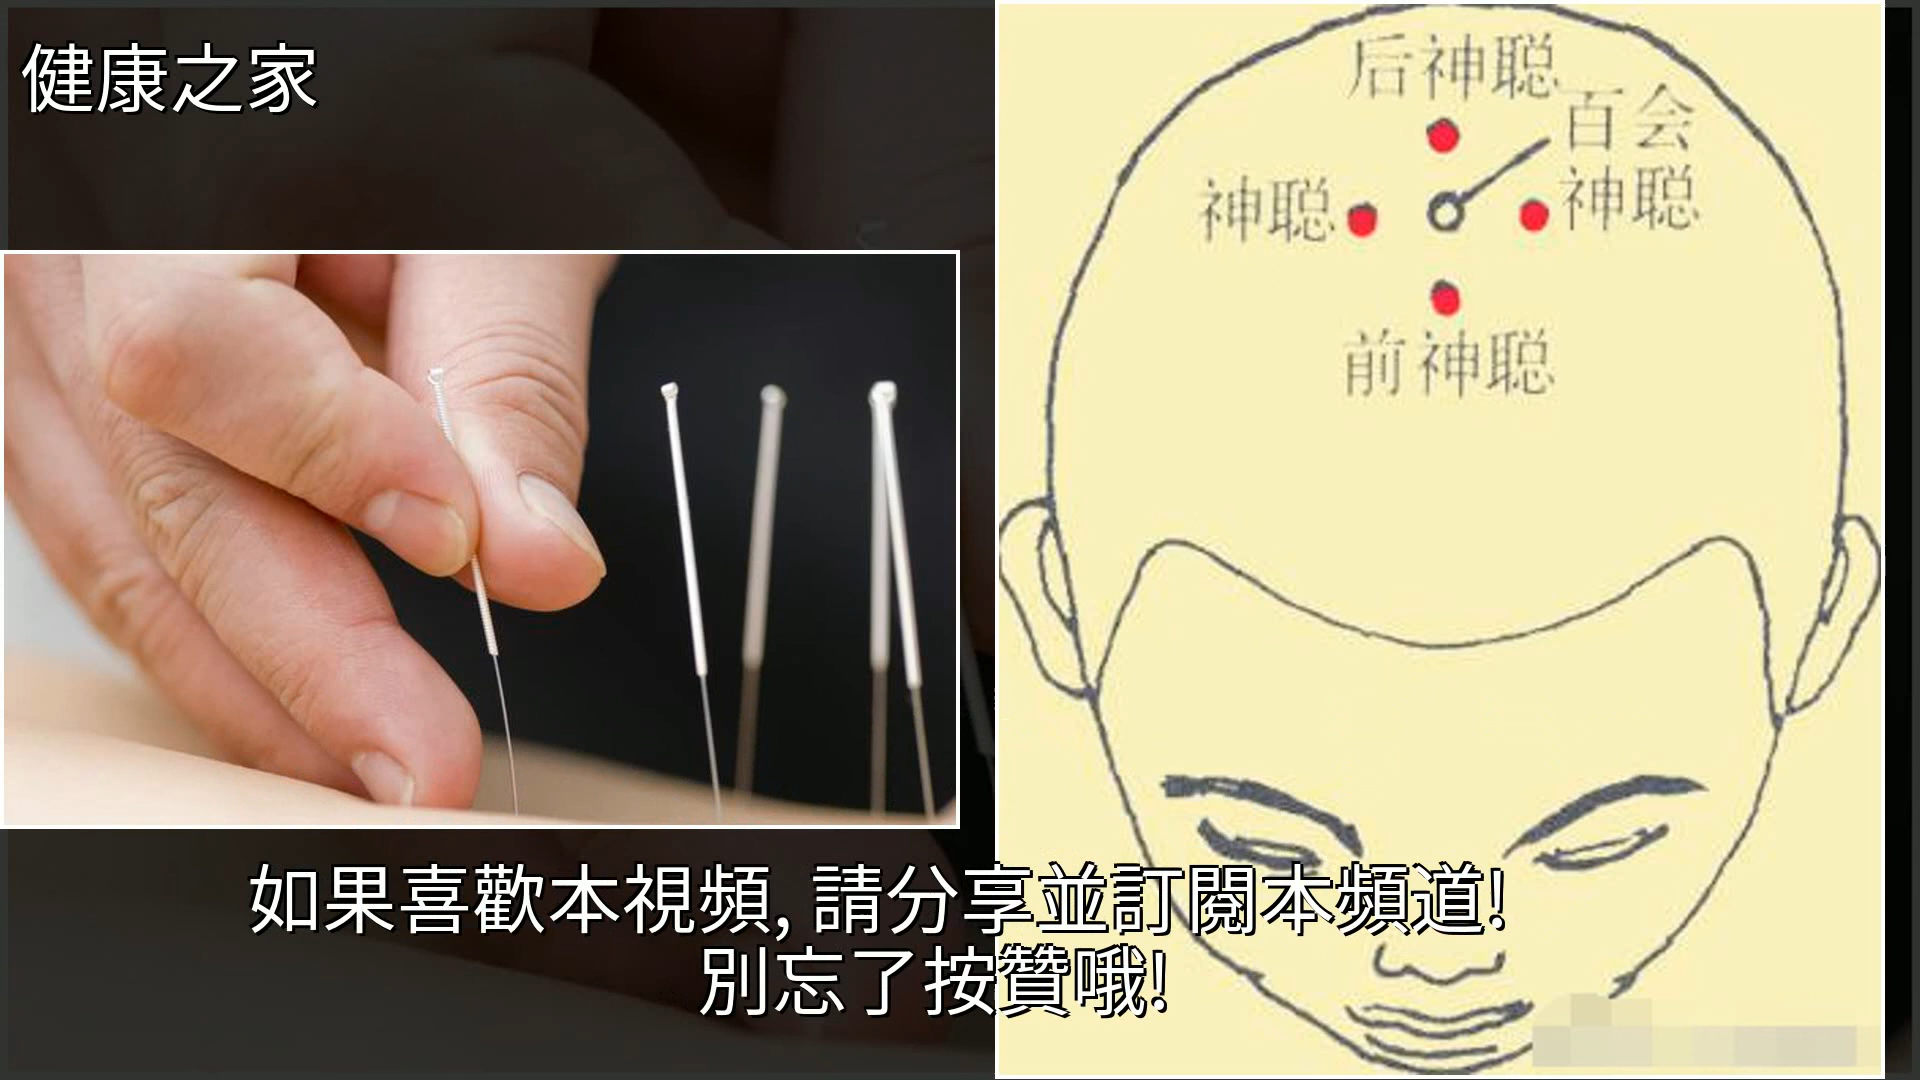 健康之家
后神聪
百会
神聪
神聪
前神聪
如果喜歡本視頻, 請分享並訂閱本頻道!
別忘了按贊哦!